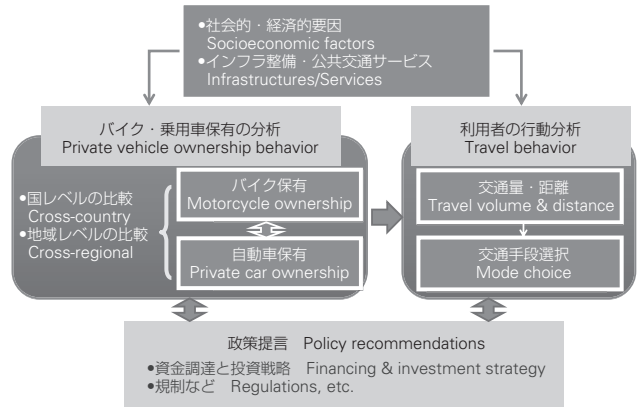 ●社会的・経済的要因
Socioeconomic factors
●インフラ整備・公共交通サービス
Infrastructures/Services
バイク・乗用車保有の分析
Private vehicle ownership behavior
●国レベルの比較
Cross-country
●地域レベルの比較
Cross-regional
バイク保有
Motorcycle ownership
自動車保有
Private car ownership
利用者の行動分析
Travel behavior
交通量・距離
Travel volume & distance
交通手段選択
Mode choice
政策提言 Policy recommendations
●資金調達と投資戦略 Financing & investment strategy
●規制など Regulations, etc.